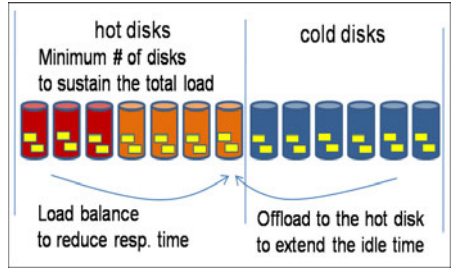 hot disks
Minimum # of disks
to sustain the total load
cold disks
Load balance
to reduce resp. time
Offload to the hot disk
to extend the idle time